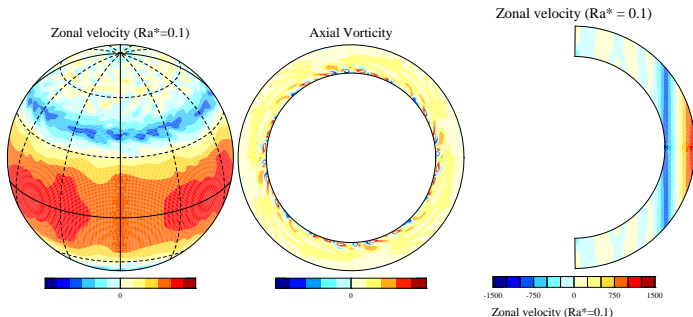 Zonal velocity (Ra*=0.1)
0
Axial Vorticity
0
Zonal velocity (Ra* = 0.1)
-1500 -750 0 750 1500
Zonal velocity (Ra*=0.1)